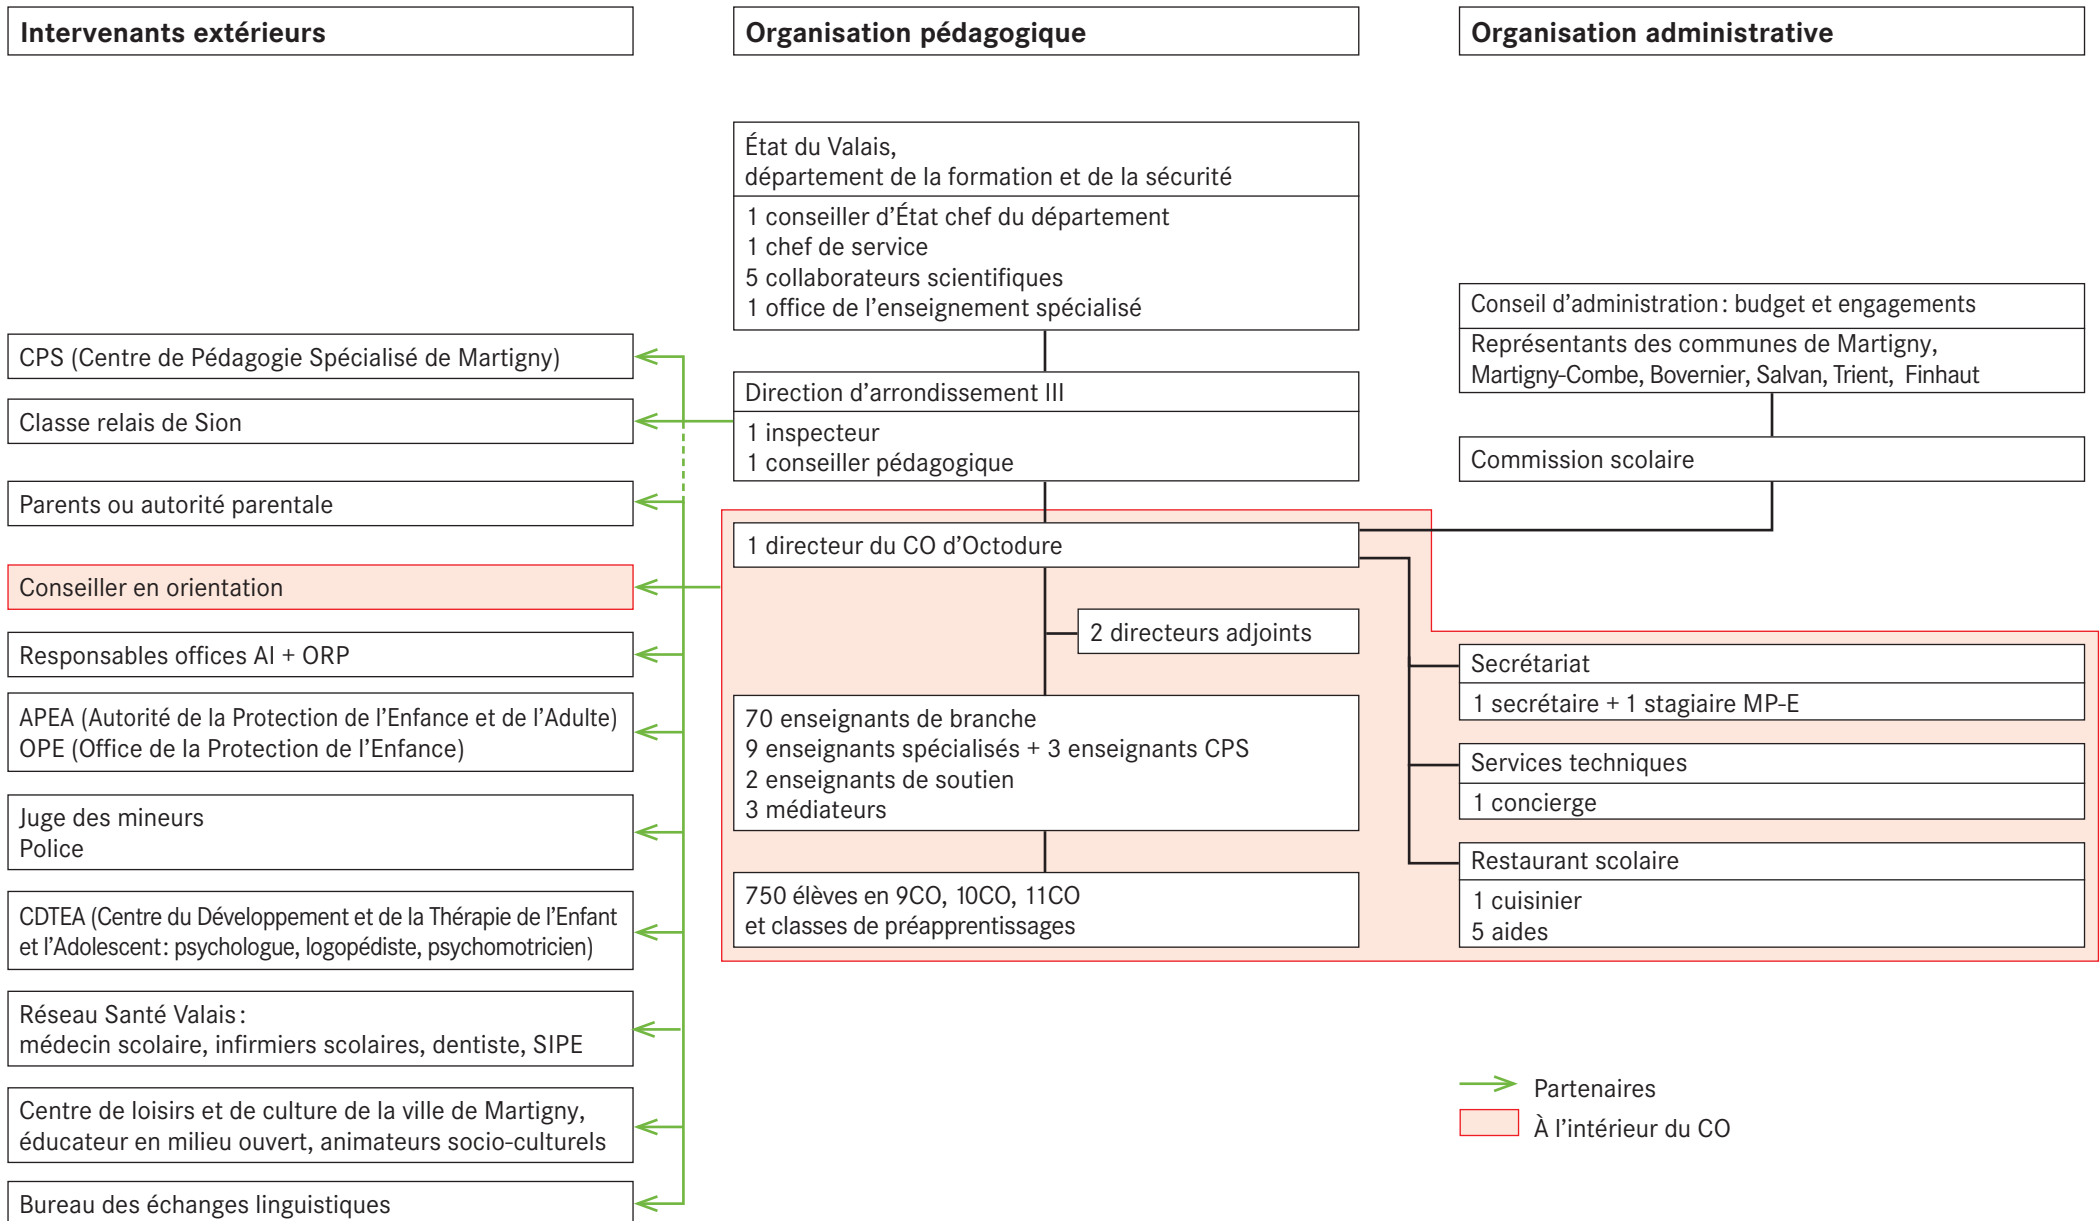 Intervenants extérieurs
Organisation pédagogique
Organisation administrative
CPS (Centre de Pédagogie Spécialisé de Martigny)
Classe relais de Sion
Parents ou autorité parentale
Conseiller en orientation
Responsables offices AI + ORP
APEA (Autorité de la Protection de l’Enfance et de l’Adulte)
OPE (Office de la Protection de l’Enfance)
Juge des mineurs
Police
CDTEA (Centre du Développement et de la Thérapie de l’Enfant
et l’Adolescent : psychologue, logopédiste, psychomotricien)
Réseau Santé Valais :
médecin scolaire, infirmiers scolaires, dentiste, SIPE
Centre de loisirs et de culture de la ville de Martigny,
éducateur en milieu ouvert, animateurs socio-culturels
Bureau des échanges linguistiques
État du Valais,
département de la formation et de la sécurité
1 conseiller d’État chef du département
1 chef de service
5 collaborateurs scientifiques
1 office de l’enseignement spécialisé
Direction d’arrondissement III
1 inspecteur
1 conseiller pédagogique
1 directeur du CO d’Octodure
2 directeurs adjoints
70 enseignants de branche
9 enseignants spécialisés + 3 enseignants CPS
2 enseignants de soutien
3 médiateurs
750 élèves en 9CO, 10CO, 11CO
et classes de préapprentissages
Conseil d’administration : budget et engagements
Représentants des communes de Martigny,
Martigny-Combe, Bovernier, Salvan, Trient, Finhaut
Commission scolaire
Secrétariat
1 secrétaire + 1 stagiaire MP-E
Services techniques
1 concierge
Restaurant scolaire
1 cuisinier
5 aides
Partenaires
À l’intérieur du CO